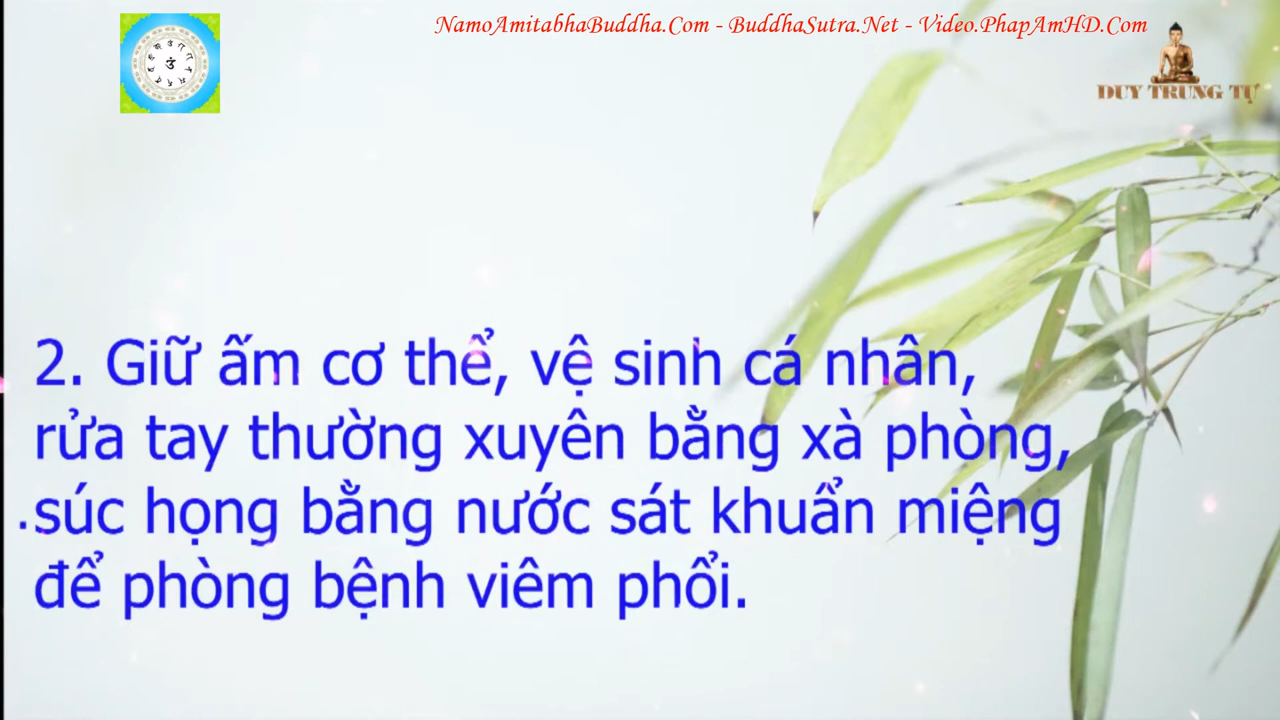 NamoAmitabhaBuddha.Com - BuddhaSutra.Net - Video.PhapAmHD.Com
DUY TRUNG TỰ
2. Giữ ấm cơ thể, vệ sinh cá nhân,
rửa tay thường xuyên bằng xà phòng,
súc họng bằng nước sát khuẩn miệng
để phòng bệnh viêm phổi.